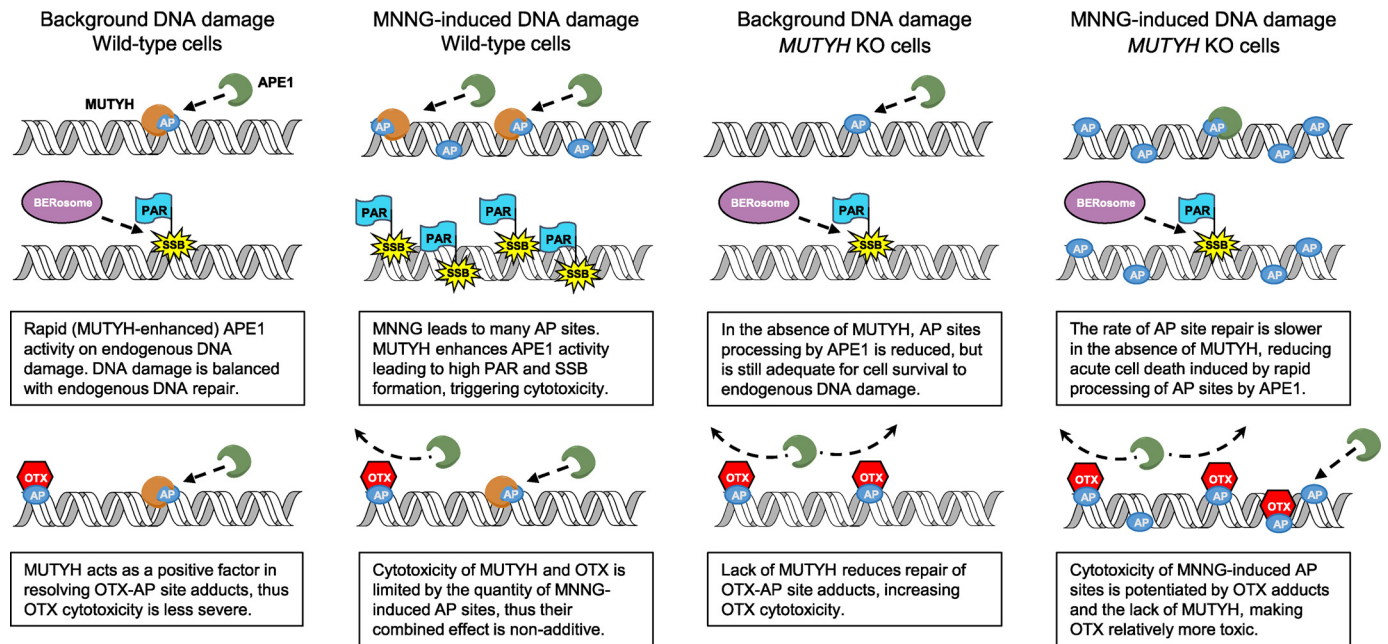 Background DNA damage
Wild-type cells
MNNG-induced DNA damage
Wild-type cells
Background DNA damage
MUTYH KO cells
MNNG-induced DNA damage
MUTYH KO cells
MUTYH
APE1
AP
AP
AP
AP
AP
AP
AP
AP
AP
AP
AP
BERosome
PAR
SSB
PAR
SSB
PAR
SSB
PAR
SSB
PAR
SSB
BERosome
PAR
SSB
BERosome
PAR
SSB
AP
AP
AP
AP
Rapid (MUTYH-enhanced) APE1
activity on endogenous DNA
damage. DNA damage is balanced
with endogenous DNA repair.
MNNG leads to many AP sites.
MUTYH enhances APE1 activity
leading to high PAR and SSB
formation, triggering cytotoxicity.
In the absence of MUTYH, AP sites
processing by APE1 is reduced, but
is still adequate for cell survival to
endogenous DNA damage.
The rate of AP site repair is slower
in the absence of MUTYH, reducing
acute cell death induced by rapid
processing of AP sites by APE1.
OTX
AP
AP
OTX
AP
AP
OTX
AP
OTX
AP
OTX
AP
AP
OTX
AP
OTX
AP
AP
MUTYH acts as a positive factor in
resolving OTX-AP site adducts, thus
OTX cytotoxicity is less severe.
Cytotoxicity of MUTYH and OTX is
limited by the quantity of MNNG-
induced AP sites, thus their
combined effect is non-additive.
Lack of MUTYH reduces repair of
OTX-AP site adducts, increasing
OTX cytotoxicity.
Cytotoxicity of MNNG-induced AP
sites is potentiated by OTX adducts
and the lack of MUTYH, making
OTX relatively more toxic.